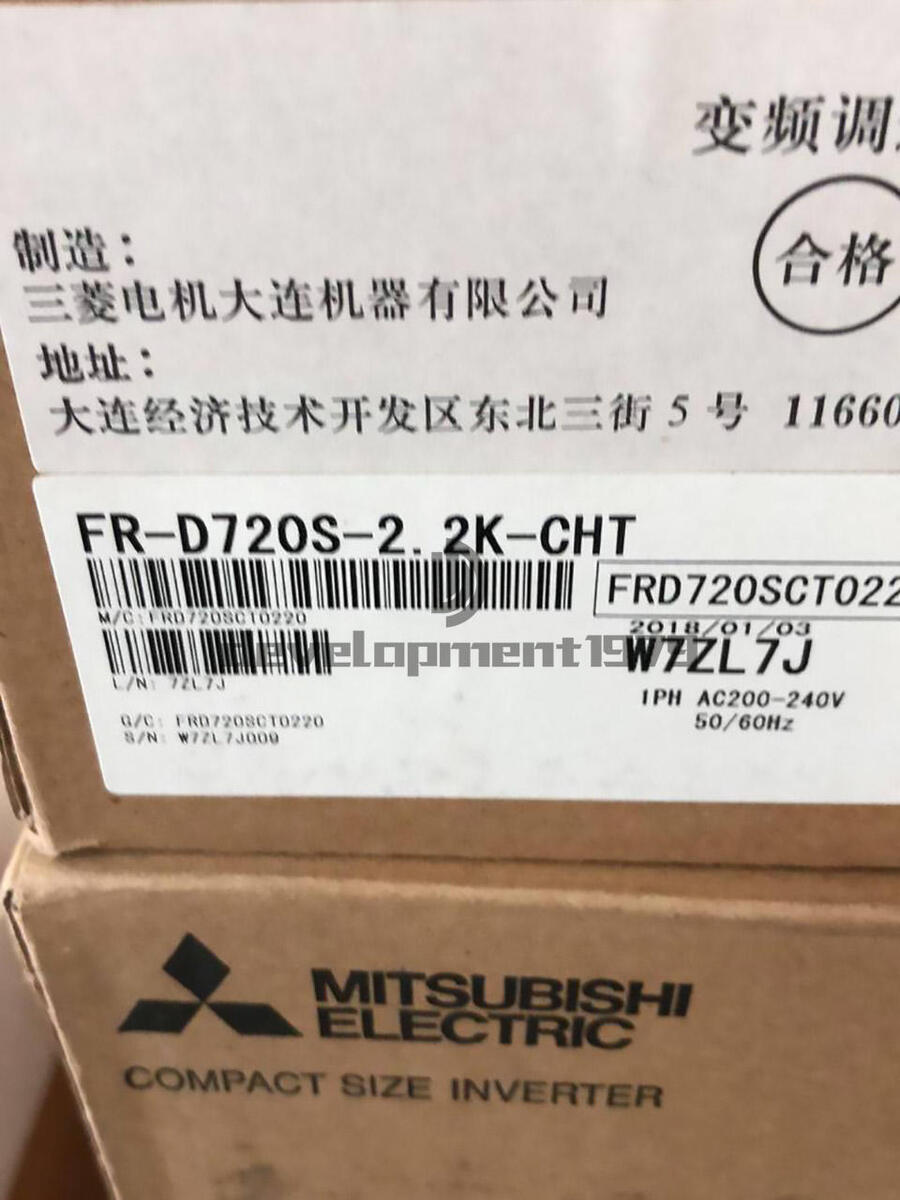 变频调
合格
制造：
三菱电机大连机器有限公司
地址：
大连经济技术开发区东北三街 5 号 11660
FR-D720S-2.2K-CHT
FRD720SCT022
M/C:FRD720SCT0220
2018/01/03
development1979
W7ZL7J
L/N: 7ZL7J
1PH AC200-240V
50/60Hz
Q/C: FRD720SCT0220
S/N: W7ZL7J009
MITSUBISHI
ELECTRIC
COMPACT SIZE INVERTER